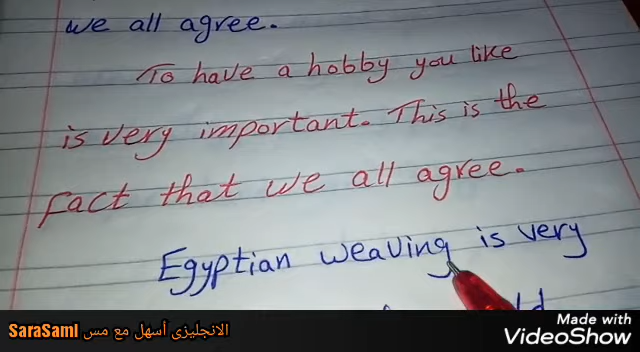 we all agree.
To have a hobby you like
is very important. This is the
fact that we all agree.
Egyptian weaving is very
الانجليزى أسهل مع مس SaraSamI
Made with
VideoShow